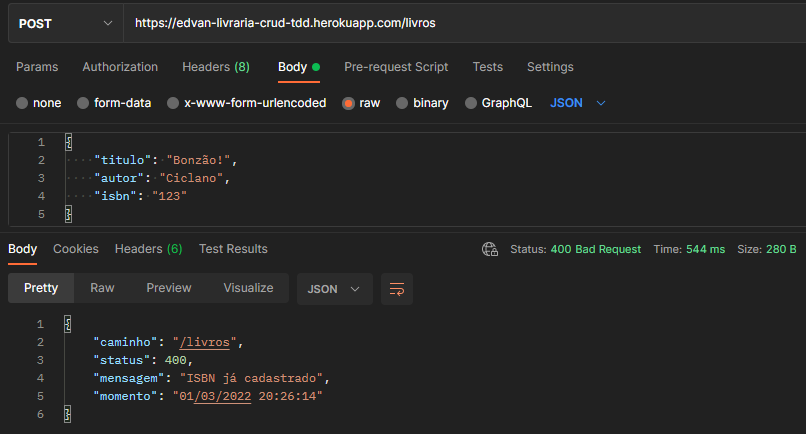 POST https://edvan-livraria-crud-tdd.herokuapp.com/livros
Params Authorization Headers (8) Body Pre-request Script Tests Settings
none form-data x-www-form-urlencoded raw binary GraphQL JSON
1 {
2 "titulo": "Bonzão!",
3 "autor": "Ciclano",
4 "isbn": "123"
5 }
Body Cookies Headers (6) Test Results Status: 400 Bad Request Time: 544 ms Size: 280 B
Pretty Raw Preview Visualize JSON
1 {
2 "caminho": "/livros",
3 "status": 400,
4 "mensagem": "ISBN já cadastrado",
5 "momento": "01/03/2022 20:26:14"
6 }